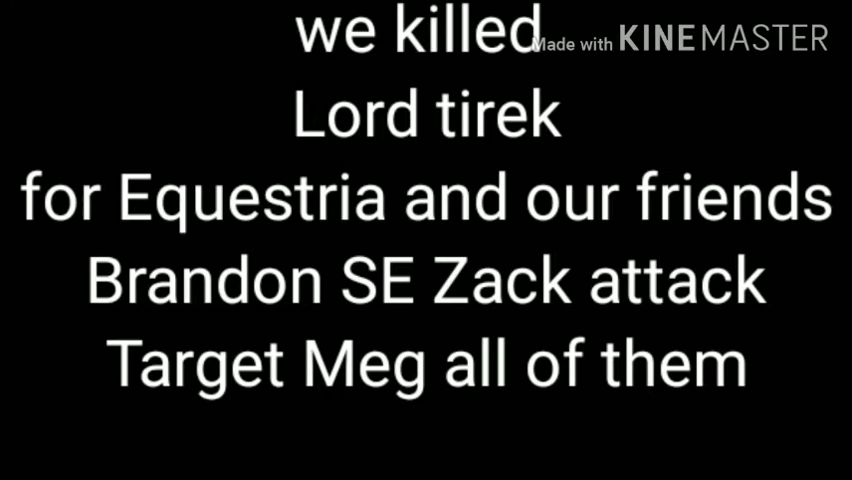 we killed
Made with KINEMASTER
Lord tirek
for Equestria and our friends
Brandon SE Zack attack
Target Meg all of them